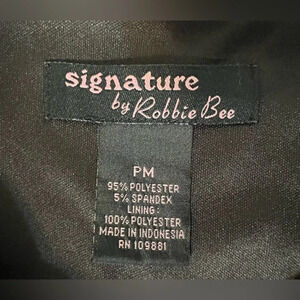 signature
by Robbie Bee
PM
95% POLYESTER
5% SPANDEX
LINING:
100% POLYESTER
MADE IN INDONESIA
RN 109881